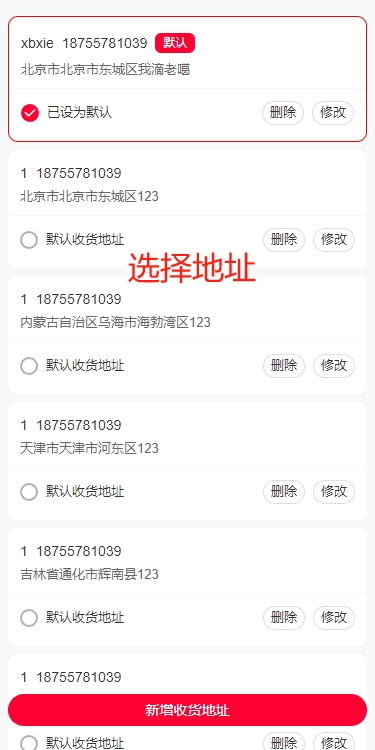 xbxie 18755781039 默认
北京市北京市东城区我滴老噶
已设为默认 删除 修改
1 18755781039
北京市北京市东城区123
默认收货地址 删除 修改
选择地址
1 18755781039
内蒙古自治区乌海市海勃湾区123
默认收货地址 删除 修改
1 18755781039
天津市天津市河东区123
默认收货地址 删除 修改
1 18755781039
吉林省通化市辉南县123
默认收货地址 删除 修改
1 18755781039
新增收货地址
默认收货地址 删除 修改